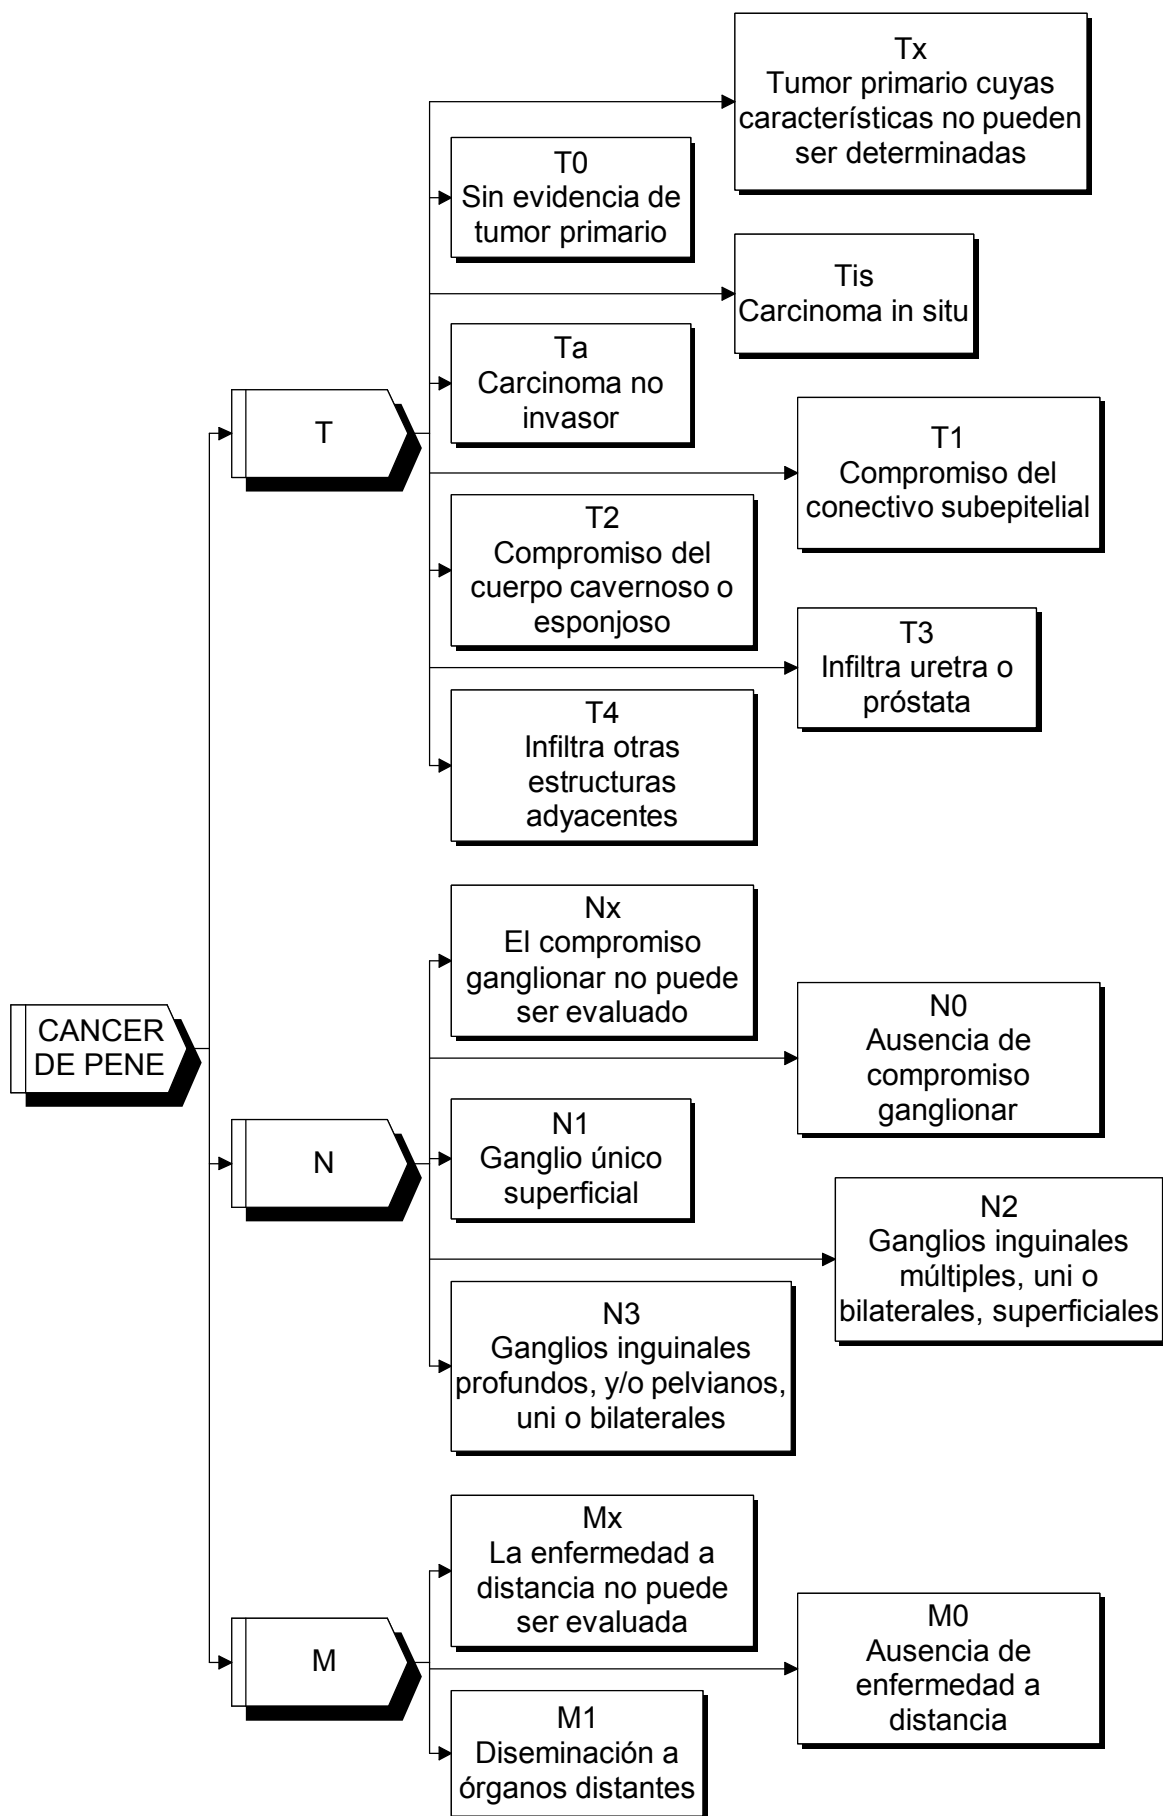 Tx
Tumor primario cuyas
características no pueden
ser determinadas
T0
Sin evidencia de
tumor primario
Tis
Carcinoma in situ
Ta
Carcinoma no
invasor
T
T1
Compromiso del
conectivo subepitelial
T2
Compromiso del
cuerpo cavernoso o
esponjoso
T3
Infiltra uretra o
próstata
T4
Infiltra otras
estructuras
adyacentes
Nx
El compromiso
ganglionar no puede
ser evaluado
CANCER
DE PENE
N0
Ausencia de
compromiso
ganglionar
N1
Ganglio único
superficial
N
N2
Ganglios inguinales
múltiples, uni o
bilaterales, superficiales
N3
Ganglios inguinales
profundos, y/o pelvianos,
uni o bilaterales
Mx
La enfermedad a
distancia no puede
ser evaluada
M
M0
Ausencia de
enfermedad a
distancia
M1
Diseminación a
órganos distantes